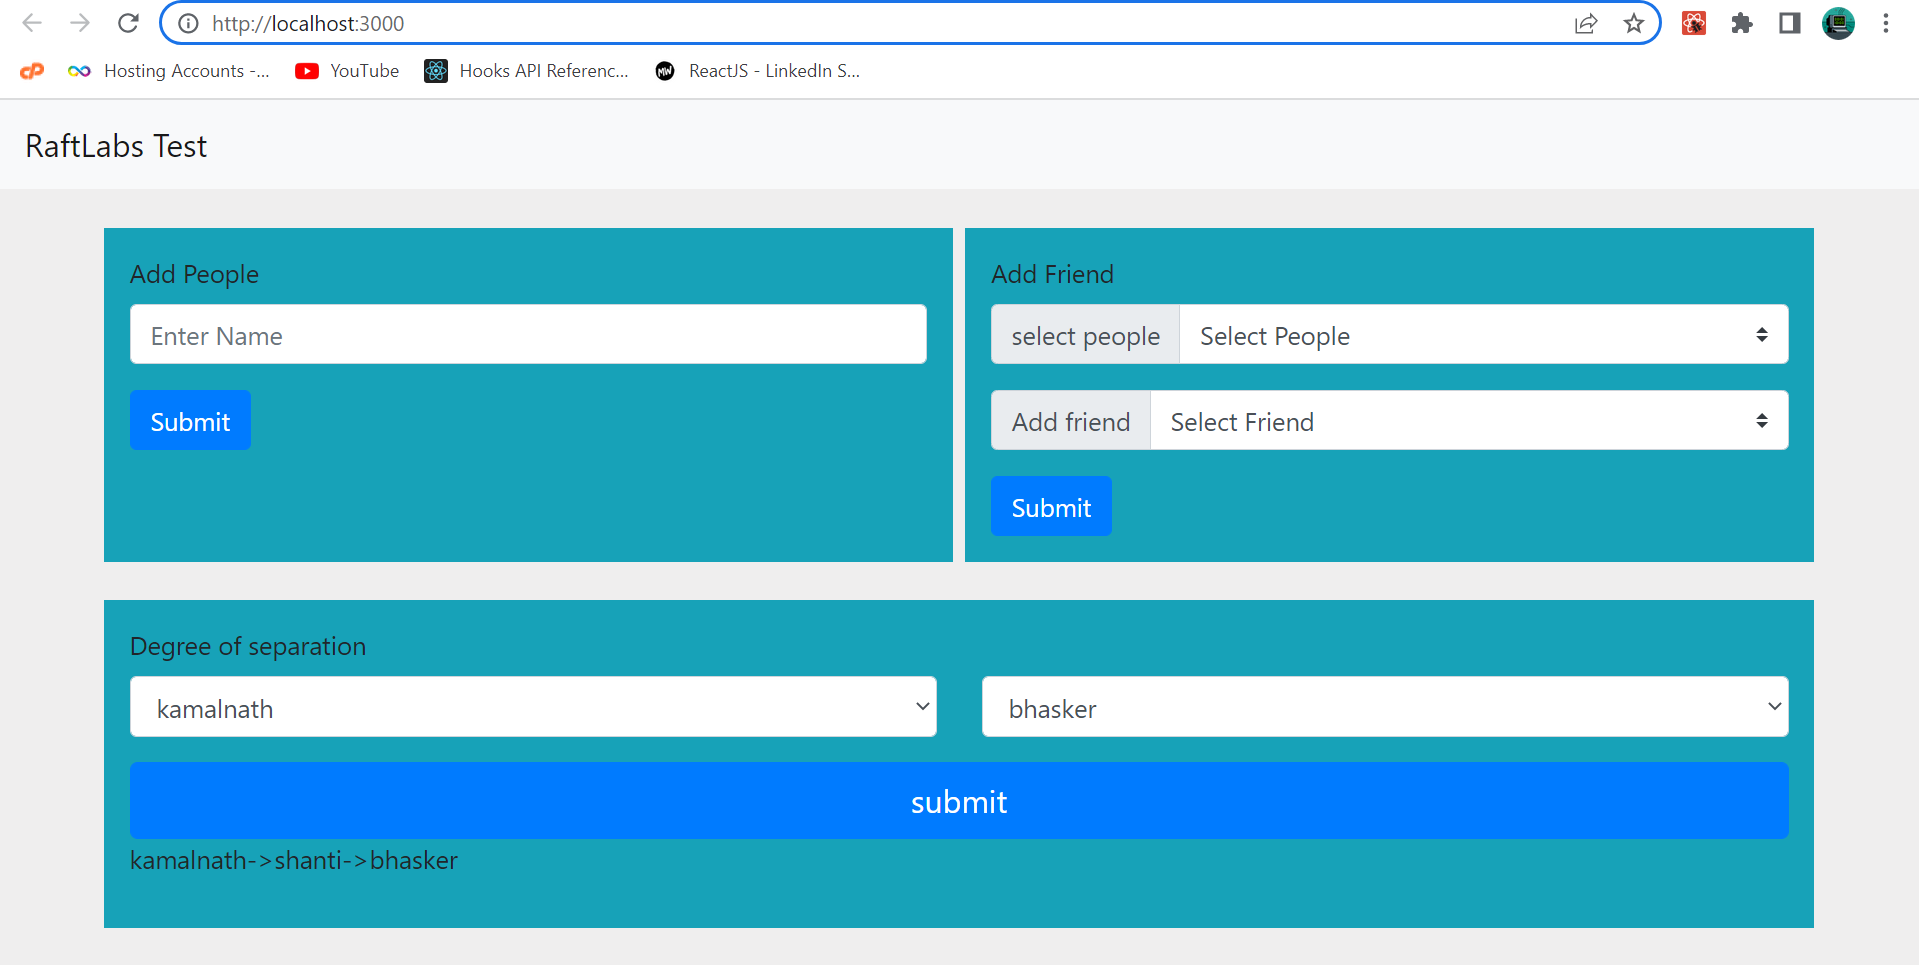 http://localhost:3000
cP Hosting Accounts -... YouTube Hooks API Referenc... MW ReactJS - LinkedIn S...
RaftLabs Test
Add People
Enter Name
Submit
Add Friend
select people Select People
Add friend Select Friend
Submit
Degree of separation
kamalnath bhasker
submit
kamalnath->shanti->bhasker